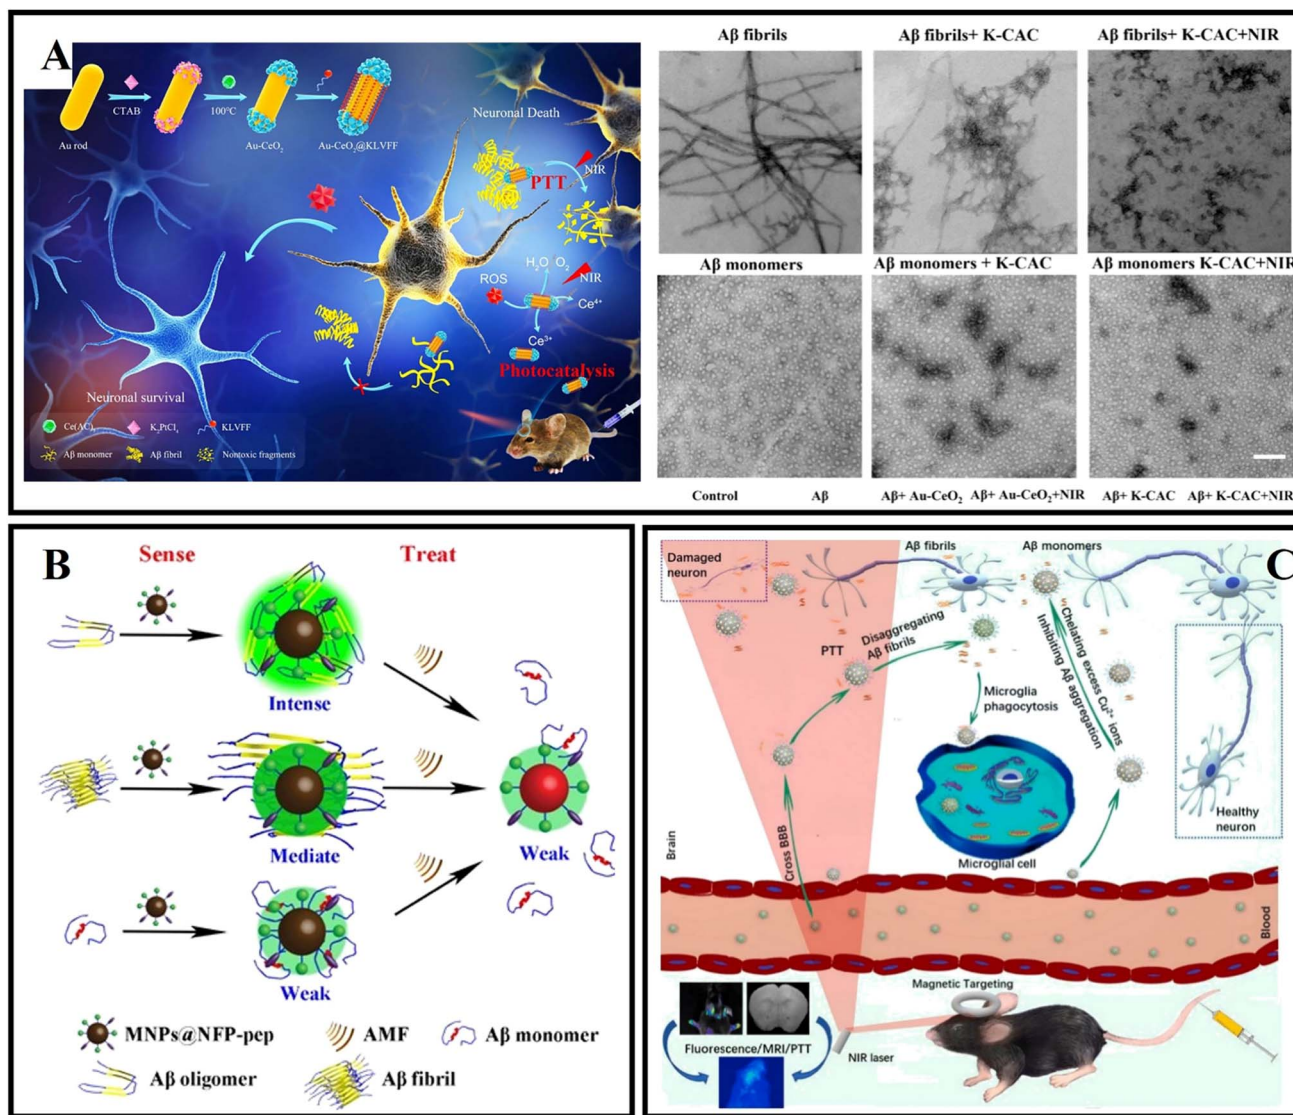 A
Au rod
CTAB
100℃
Au-CeO₂
Au-CeO₂@KLVFF
Neuronal Death
NIR
PTT
H₂O O₂
ROS
NIR
Ce⁴⁺
Ce³⁺
Photocatalysis
Neuronal survival
Ce(AC)₃
K₂PtCl₄
KLVFF
Aβ monomer
Aβ fibril
Nontoxic fragments
Aβ fibrils
Aβ fibrils+ K-CAC
Aβ fibrils+ K-CAC+NIR
Aβ monomers
Aβ monomers + K-CAC
Aβ monomers K-CAC+NIR
Control
Aβ
Aβ+ Au-CeO₂
Aβ+ Au-CeO₂+NIR
Aβ+ K-CAC
Aβ+ K-CAC+NIR
B
Sense
Treat
Intense
Mediate
Weak
Weak
MNPs@NFP-pep
AMF
Aβ monomer
Aβ oligomer
Aβ fibril
C
Damaged
neuron
Aβ fibrils
Aβ monomers
PTT
Disaggregating
Aβ fibrils
Chelating excess Cu²⁺ ions
Inhibiting Aβ aggregation
Microglia
phagocytosis
Cross BBB
Microglial cell
Healthy
neuron
Brain
Blood
Magnetic Targeting
Fluorescence/MRI/PTT
NIR laser